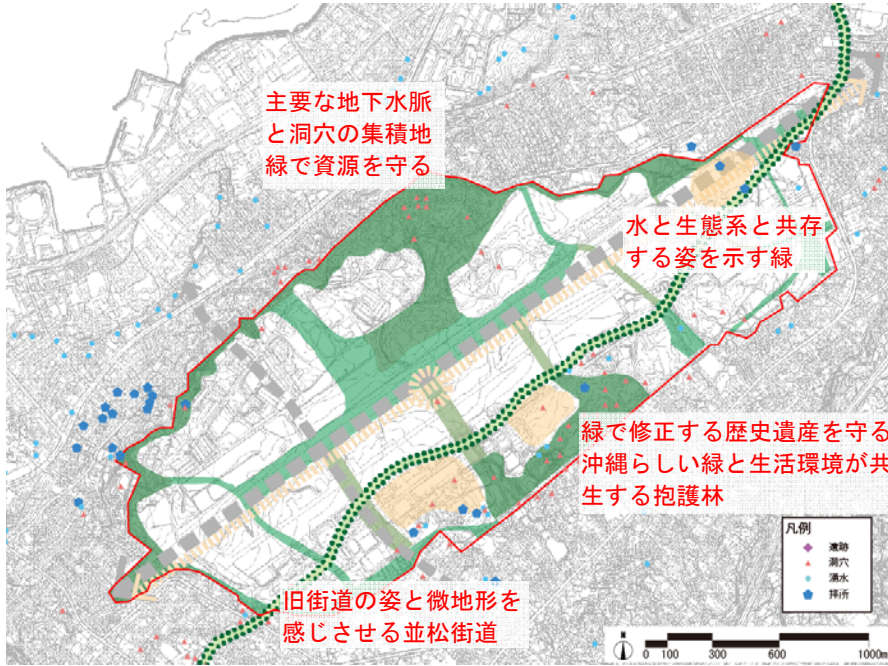 主要な地下水脈
と洞穴の集積地
緑で資源を守る
水と生態系と共存
する姿を示す緑
緑で修正する歴史遺産を守る
沖縄らしい緑と生活環境が共
生する抱護林
旧街道の姿と微地形を
感じさせる並松街道
凡例
遺跡
洞穴
湧水
拝所
N
0 100 300 600 1000m